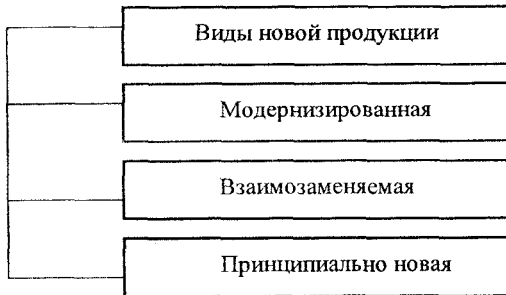 Виды новой продукции
Модернизированная
Взаимозаменяемая
Принципиально новая